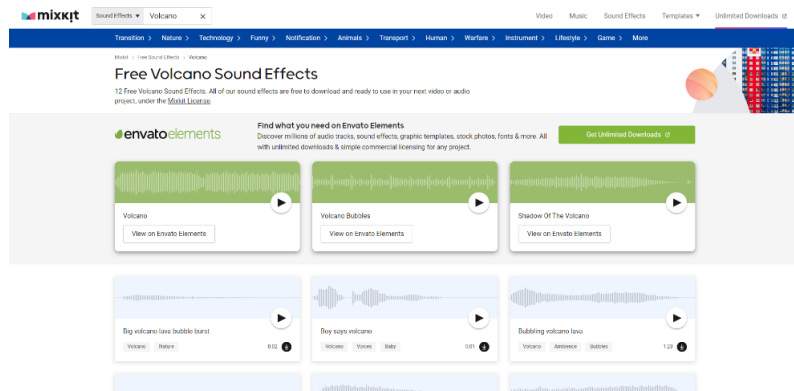 mixkit
Sound Effects
Volcano
×
Video
Music
Sound Effects
Templates
Unlimited Downloads
Transition
Nature
Technology
Funny
Notification
Animals
Transport
Human
Warfare
Instrument
Lifestyle
Game
More
Mixkit > Free Sound Effects > Volcano
Free Volcano Sound Effects
12 Free Volcano Sound Effects. All of our sound effects are free to download and ready to use in your next video or audio
project, under the Mixkit License.
envatoelements
Find what you need on Envato Elements
Discover millions of audio tracks, sound effects, graphic templates, stock photos, fonts & more. All
with unlimited downloads & simple commercial licensing for any project.
Get Unlimited Downloads
Volcano
View on Envato Elements
Volcano Bubbles
View on Envato Elements
Shadow Of The Volcano
View on Envato Elements
Big volcano lava bubble burst
Volcano
Nature
0:02
Boy says volcano
Volcano
Voices
Baby
0:01
Bubbling volcano lava
Volcano
Ambience
Bubbles
1:23